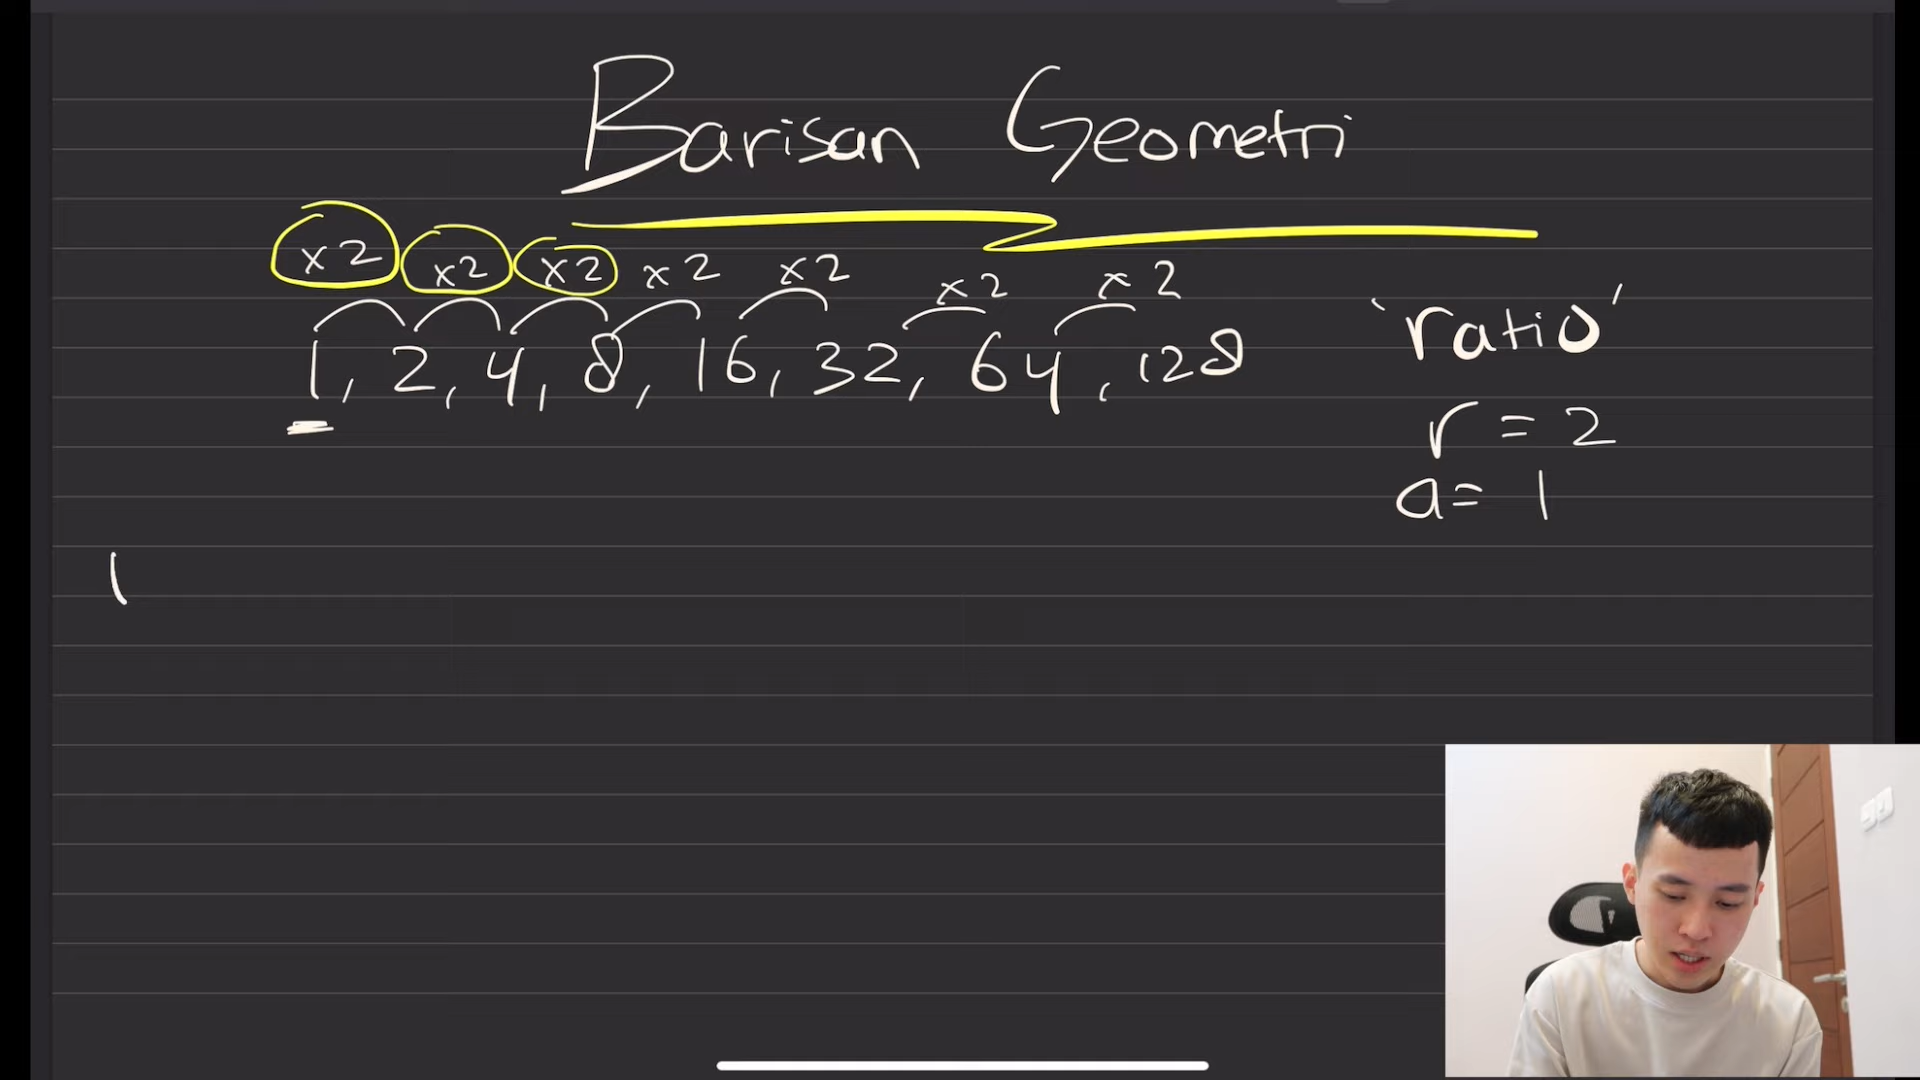 Barisan Geometri
x2 x2 x2 x2 x2 x2 x2
1, 2, 4, 8, 16, 32, 64, 128
'ratio'
r = 2
a = 1